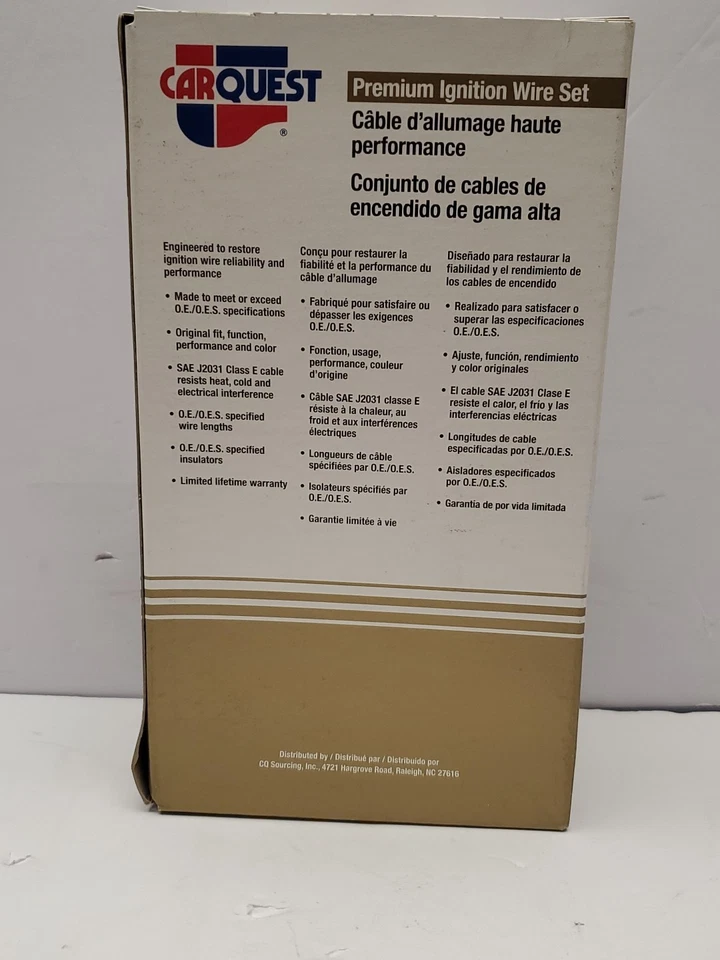 CARQUEST
®
Premium Ignition Wire Set
Câble d'allumage haute
performance
Conjunto de cables de
encendido de gama alta
Engineered to restore
ignition wire reliability and
performance
• Made to meet or exceed
O.E./O.E.S. specifications
• Original fit, function,
performance and color
• SAE J2031 Class E cable
resists heat, cold and
electrical interference
• O.E./O.E.S. specified
wire lengths
• O.E./O.E.S. specified
insulators
• Limited lifetime warranty
Conçu pour restaurer la
fiabilité et la performance du
câble d'allumage
• Fabriqué pour satisfaire ou
dépasser les exigences
O.E./O.E.S.
• Fonction, usage,
performance, couleur
d'origine
• Câble SAE J2031 classe E
résiste à la chaleur, au
froid et aux interférences
électriques
• Longueurs de câble
spécifiées par O.E./O.E.S.
• Isolateurs spécifiés par
O.E./O.E.S.
• Garantie limitée à vie
Diseñado para restaurar la
fiabilidad y el rendimiento de
los cables de encendido
• Realizado para satisfacer o
superar las especificaciones
O.E./O.E.S.
• Ajuste, función, rendimiento
y color originales
• El cable SAE J2031 Clase E
resiste el calor, el frío y las
interferencias eléctricas
• Longitudes de cable
especificadas por O.E./O.E.S.
• Aisladores especificados
por O.E./O.E.S.
• Garantía de por vida limitada
Distributed by / Distribué par / Distribuido por
CQ Sourcing, Inc., 4721 Hargrove Road, Raleigh, NC 27616